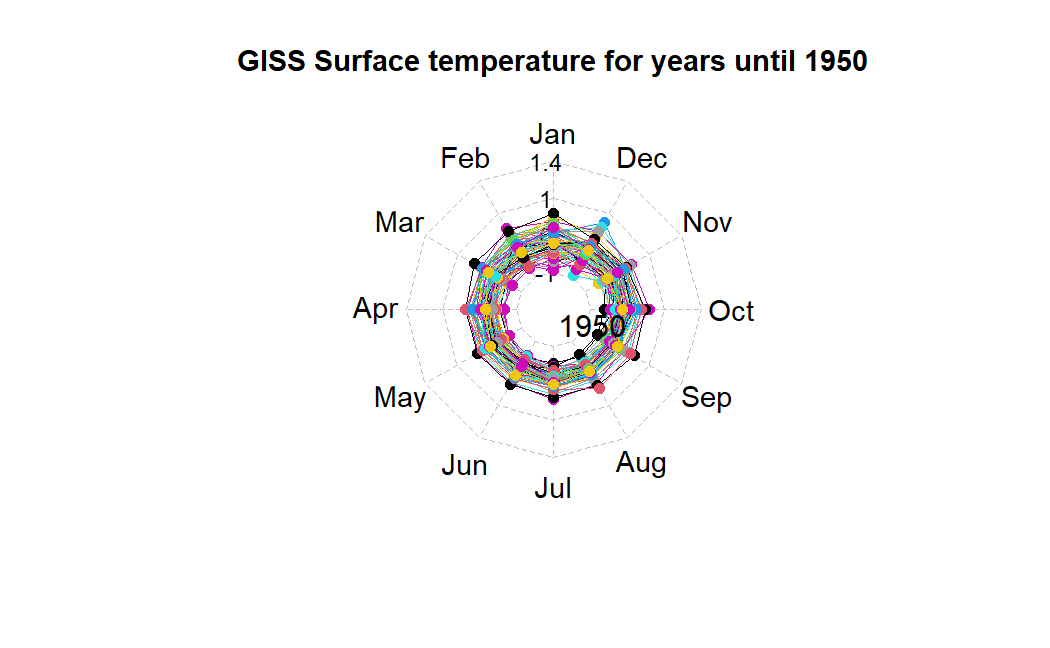 GISS Surface temperature for years until 1950
Jan
Feb
Dec
1.4
1
Mar
Nov
-1
Apr
Oct
1950
May
Sep
Jun
Aug
Jul